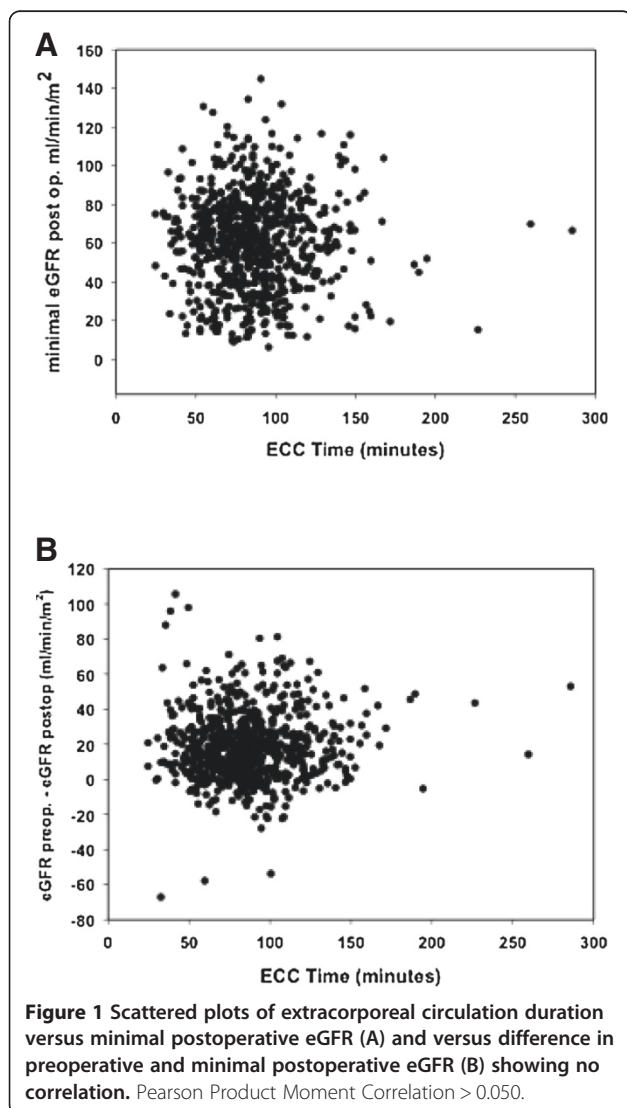 A
160
140
120
100
80
60
40
20
0
minimal eGFR post op. ml/min/m²
0 50 100 150 200 250 300
ECC Time (minutes)
B
120
100
80
60
40
20
0
-20
-40
-60
-80
eGFR preop. - eGFR postop (ml/min/m²)
0 50 100 150 200 250 300
ECC Time (minutes)
Figure 1 Scattered plots of extracorporeal circulation duration
versus minimal postoperative eGFR (A) and versus difference in
preoperative and minimal postoperative eGFR (B) showing no
correlation. Pearson Product Moment Correlation > 0.050.